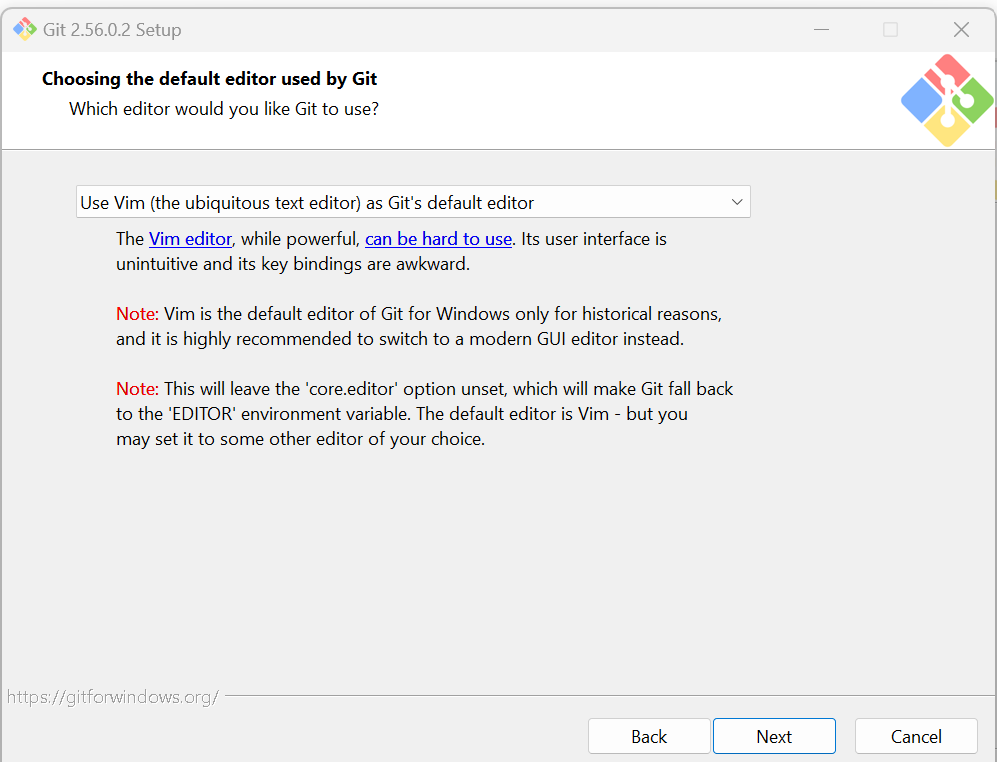 Git 2.56.0.2 Setup
Choosing the default editor used by Git
Which editor would you like Git to use?
Use Vim (the ubiquitous text editor) as Git's default editor
The Vim editor, while powerful, can be hard to use. Its user interface is
unintuitive and its key bindings are awkward.
Note: Vim is the default editor of Git for Windows only for historical reasons,
and it is highly recommended to switch to a modern GUI editor instead.
Note: This will leave the 'core.editor' option unset, which will make Git fall back
to the 'EDITOR' environment variable. The default editor is Vim - but you
may set it to some other editor of your choice.
https://gitforwindows.org/
Back Next Cancel